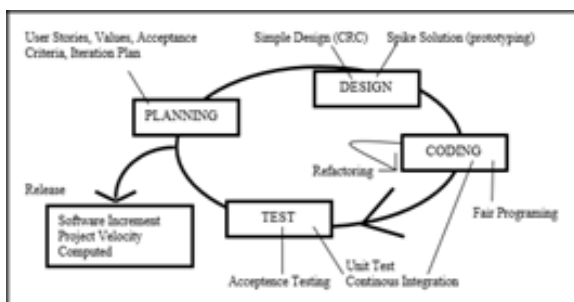 User Stories, Values, Acceptance
Criteria, Iteration Plan
Simple Design (CRC)
Spike Solution (prototyping)
DESIGN
PLANNING
CODING
Refactoring
Release
Fair Programing
TEST
Software Increment
Project Velocity
Computed
Acceptence Testing
Unit Test
Continous Integration